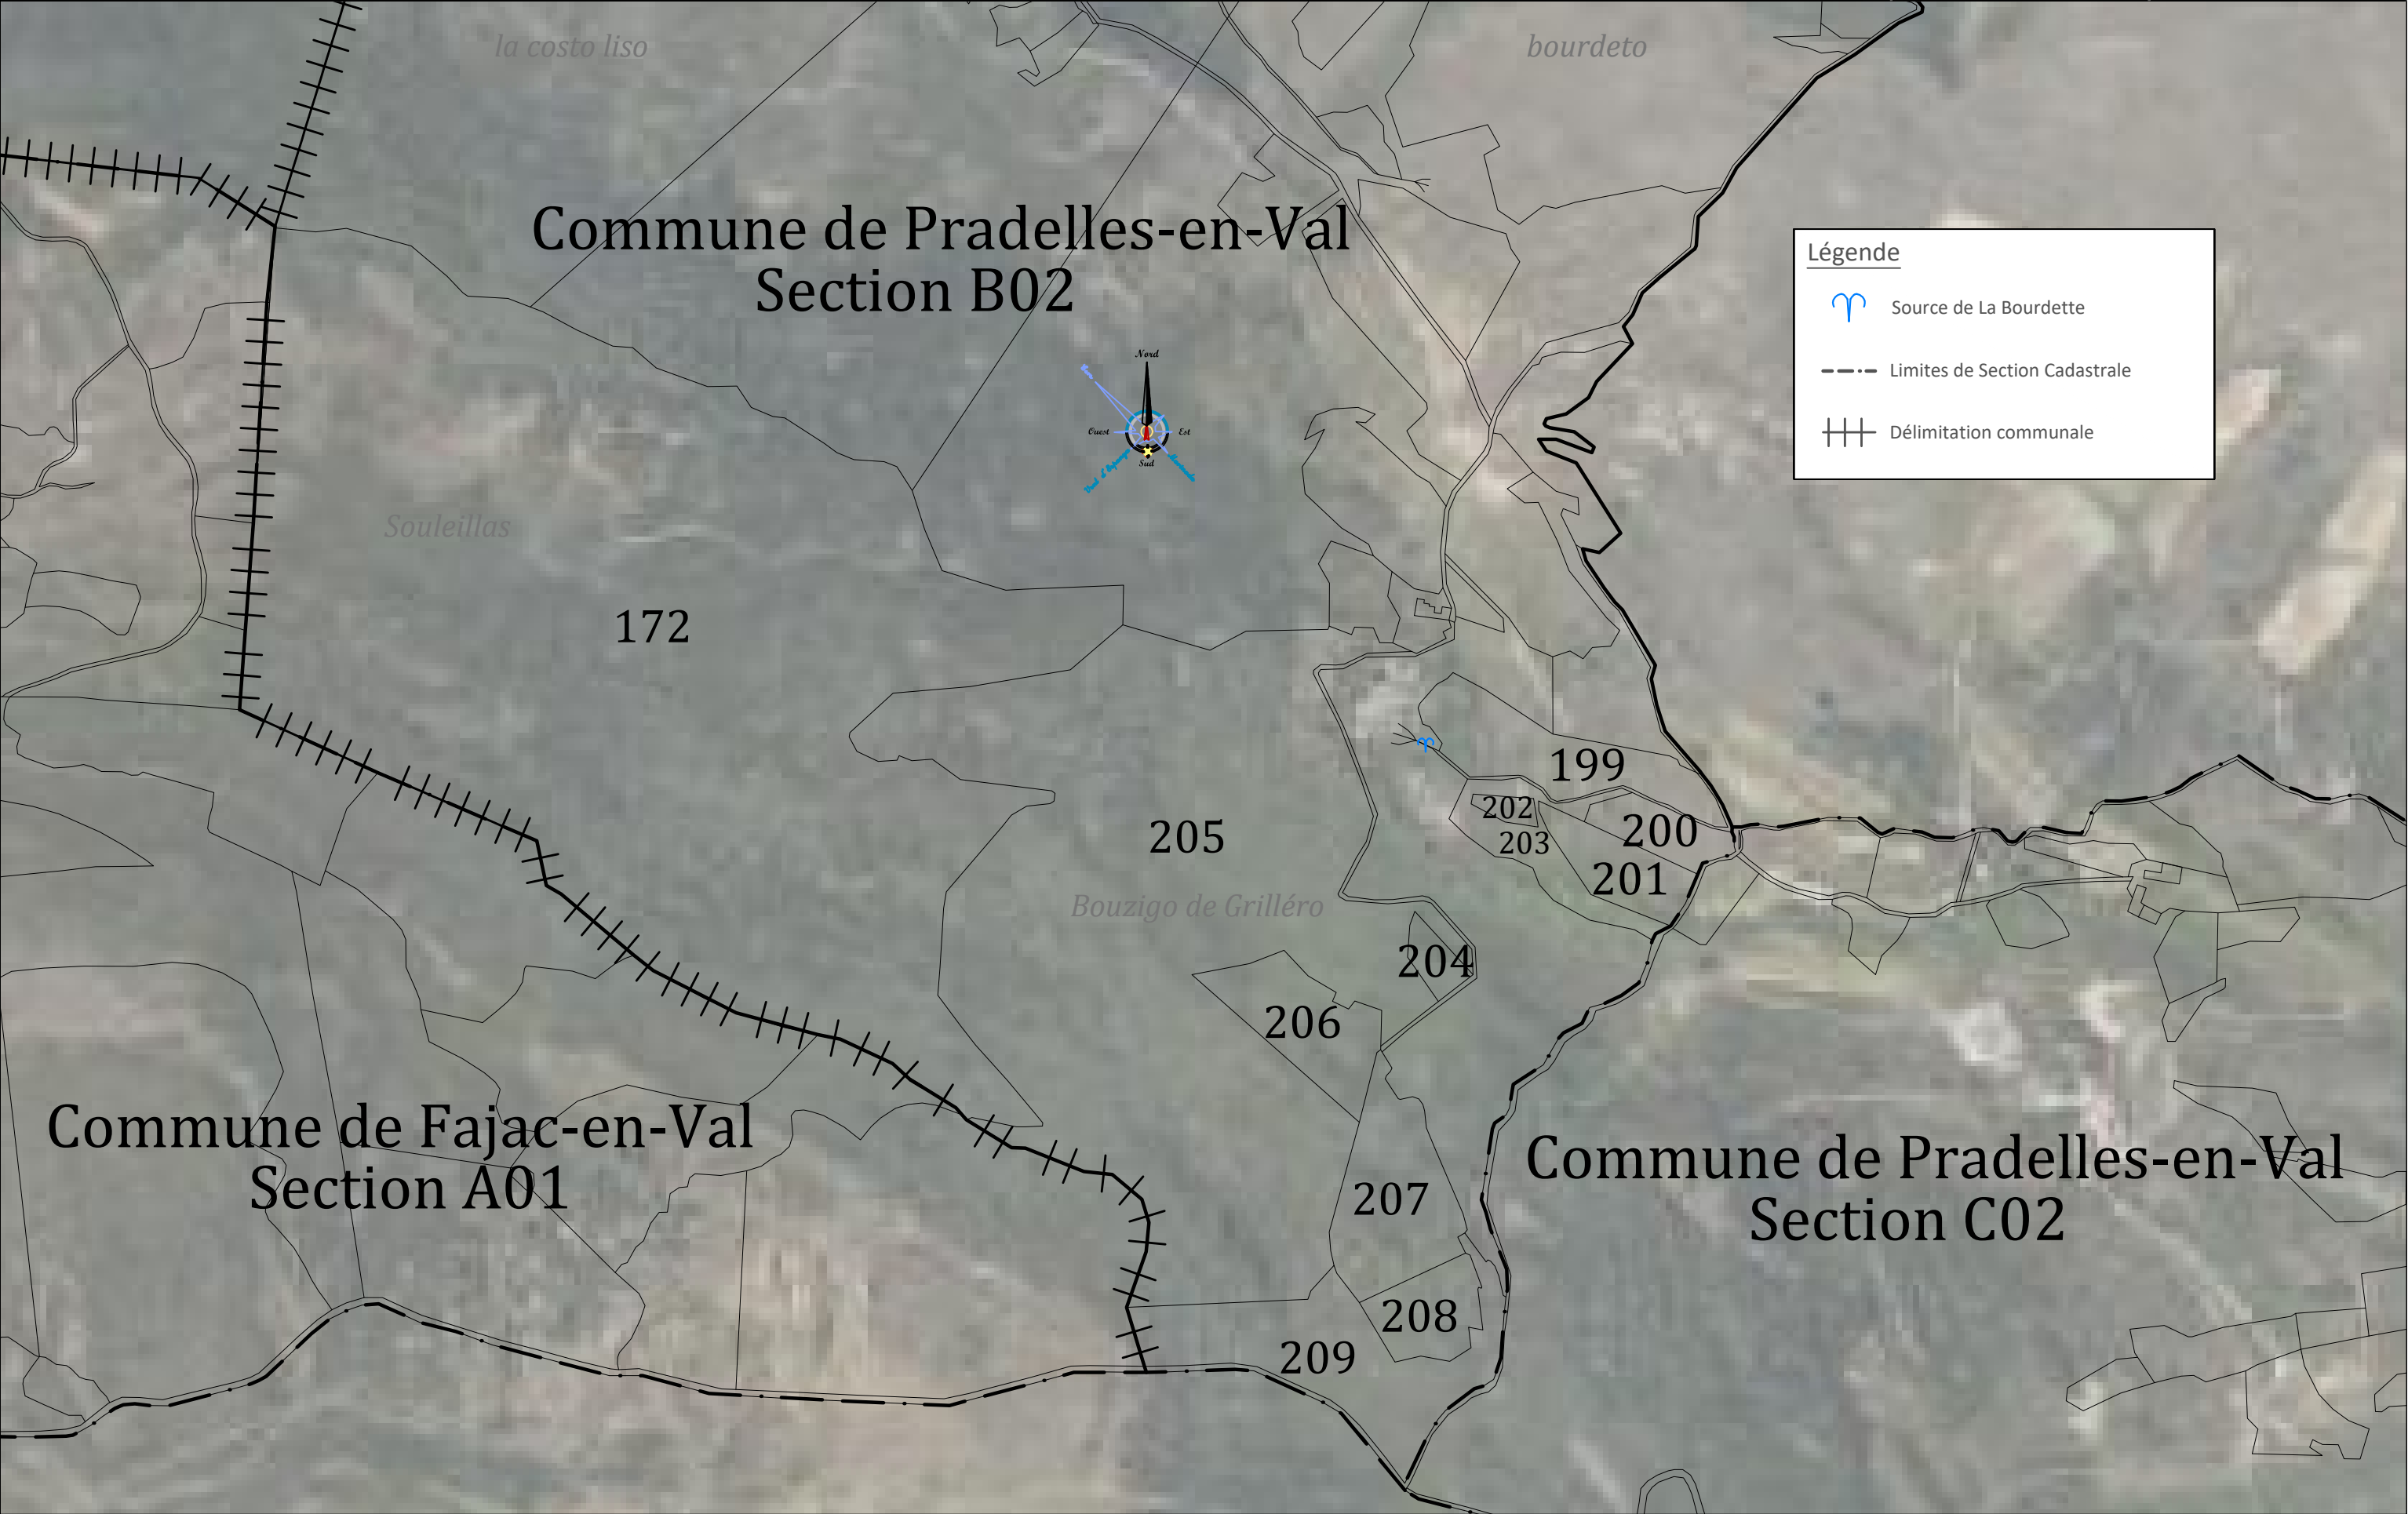 la costo liso
bourdeto
Commune de Pradelles-en-Val
Section B02
Légende
Source de La Bourdette
Limites de Section Cadastrale
Délimitation communale
Nord
Ouest
Est
Sud
Souleillas
172
199
202
200
203
205
201
Bouzigo de Grilléro
204
206
Commune de Fajac-en-Val
Section A01
Commune de Pradelles-en-Val
Section C02
207
208
209